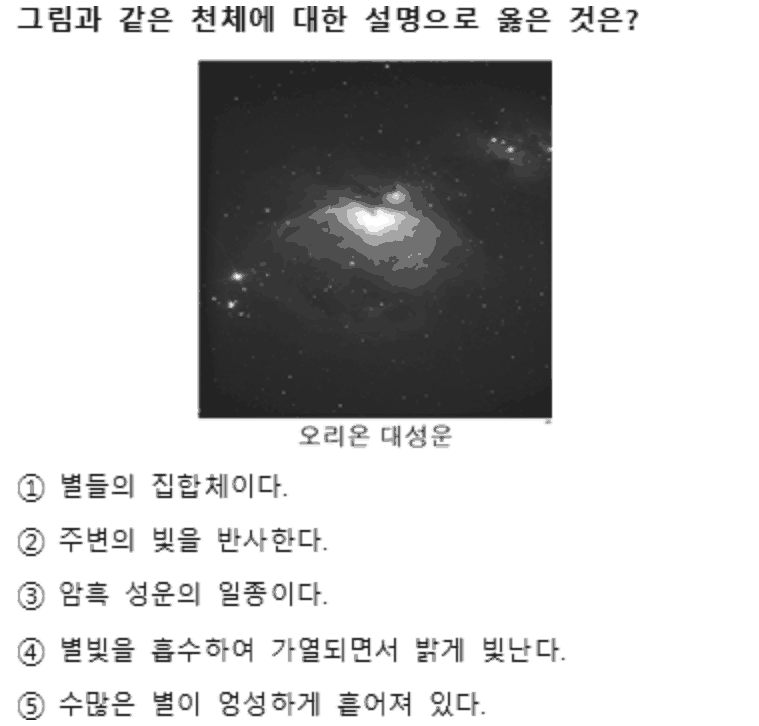 그림과 같은 천체에 대한 설명으로 옳은 것은?
오리온 대성운
① 별들의 집합체이다.
② 주변의 빛을 반사한다.
③ 암흑 성운의 일종이다.
④ 별빛을 흡수하여 가열되면서 밝게 빛난다.
⑤ 수많은 별이 엉성하게 흩어져 있다.